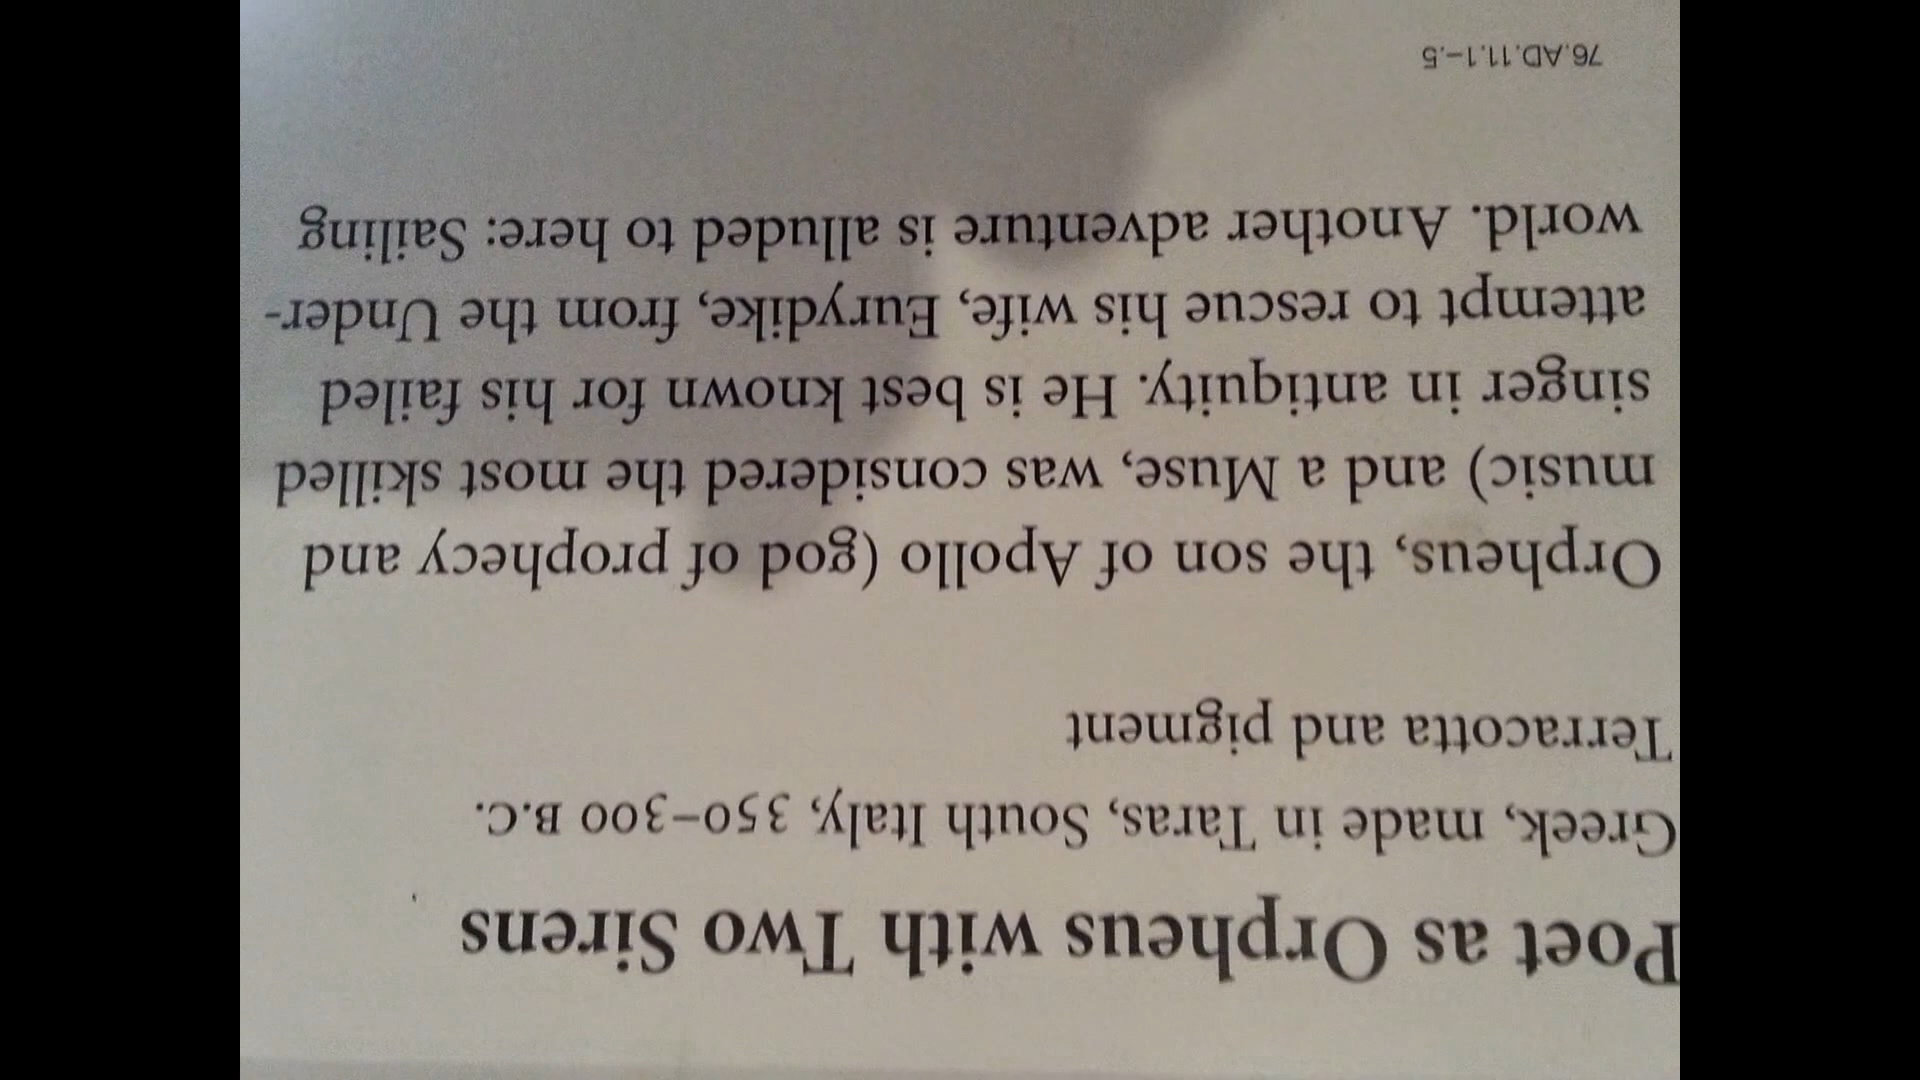 Poet as Orpheus with Two Sirens
Greek, made in Taras, South Italy, 350–300 B.C.
Terracotta and pigment
Orpheus, the son of Apollo (god of prophecy and
music) and a Muse, was considered the most skilled
singer in antiquity. He is best known for his failed
attempt to rescue his wife, Eurydike, from the Under-
world. Another adventure is alluded to here: Sailing
76.AD.11.1–.5